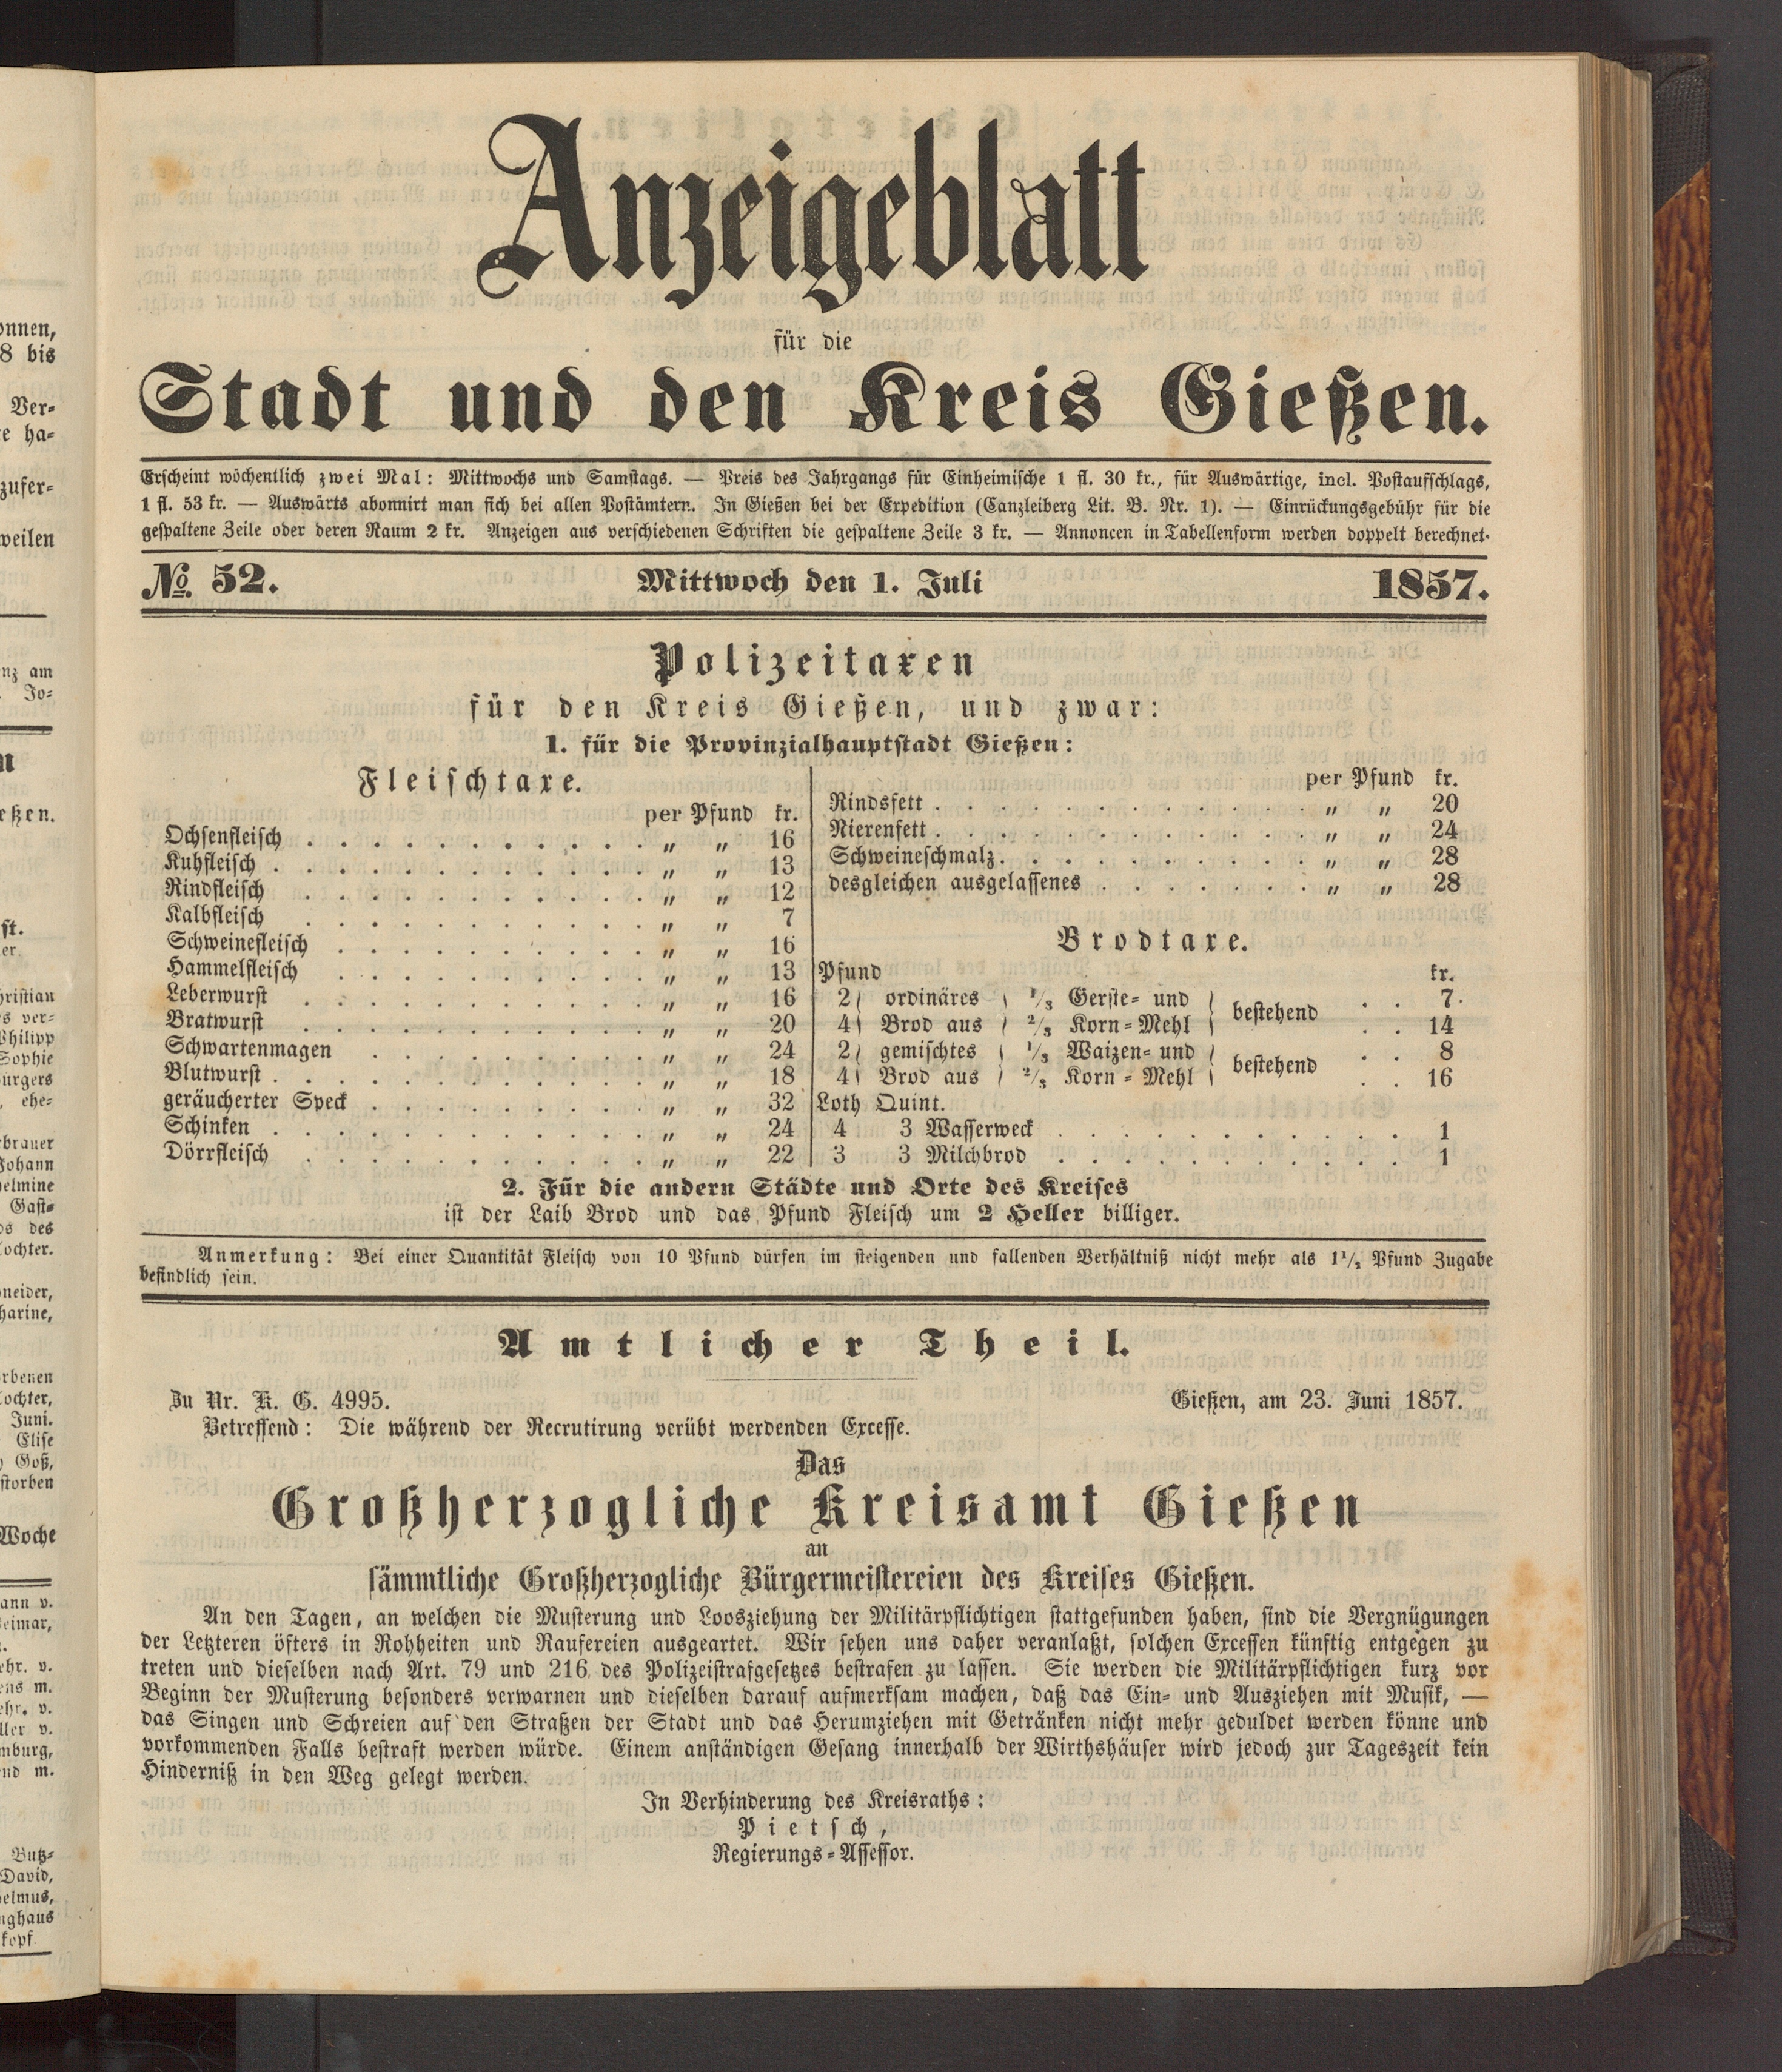 Anzeigeblatt
für die
Stadt und den Kreis Gießen.
Erscheint wöchentlich zwei Mal: Mittwochs und Samstags. — Preis des Jahrgangs für Einheimische 1 fl. 30 kr., für Auswärtige, incl. Postaufschlags,
1 fl. 53 kr. — Auswärts abonnirt man sich bei allen Postämtern. In Gießen bei der Expedition (Canzleiberg Lit. B. Nr. 1). — Einrückungsgebühr für die
gespaltene Zeile oder deren Raum 2 kr. Anzeigen aus verschiedenen Schriften die gespaltene Zeile 3 kr. — Annoncen in Tabellenform werden doppelt berechnet.
No. 52. Mittwoch den 1. Juli 1857.
Polizeitaxen
für den Kreis Gießen, und zwar:
1. für die Provinzialhauptstadt Gießen:
Fleischtaxe.
per Pfund kr.
Ochsenfleisch . . . . . . . . . . . „ „ 16
Kuhfleisch . . . . . . . . . . . . „ „ 13
Rindfleisch . . . . . . . . . . . „ „ 12
Kalbfleisch . . . . . . . . . . . „ „ 7
Schweinefleisch . . . . . . . . . . „ „ 16
Hammelfleisch . . . . . . . . . . „ „ 13
Leberwurst . . . . . . . . . . . „ „ 16
Bratwurst . . . . . . . . . . . „ „ 20
Schwartenmagen . . . . . . . . . „ „ 24
Blutwurst . . . . . . . . . . . . „ „ 18
geräucherter Speck . . . . . . . . . „ „ 32
Schinken . . . . . . . . . . . . „ „ 24
Dörrfleisch . . . . . . . . . . . „ „ 22
per Pfund kr.
Rindsfett . . . . . . . . . . . . „ „ 20
Nierenfett . . . . . . . . . . . . „ „ 24
Schweineschmalz . . . . . . . . . . „ „ 28
desgleichen ausgelassenes . . . . . . . „ „ 28
Brodtaxe.
Pfund kr.
2 } ordinäres { 1/3 Gerste- und } bestehend . . 7
4 } Brod aus { 2/3 Korn-Mehl } . . 14
2 } gemischtes { 1/3 Waizen- und } bestehend . . 8
4 } Brod aus { 2/3 Korn-Mehl } . . 16
Loth Quint.
4 3 Wasserweck . . . . . . . . . . . 1
3 3 Milchbrod . . . . . . . . . . . 1
2. Für die andern Städte und Orte des Kreises
ist der Laib Brod und das Pfund Fleisch um 2 Heller billiger.
Anmerkung: Bei einer Quantität Fleisch von 10 Pfund dürfen im steigenden und fallenden Verhältniß nicht mehr als 1½ Pfund Zugabe
befindlich sein.
Amtlicher Theil.
Zu Nr. K. G. 4995. Gießen, am 23. Juni 1857.
Betreffend: Die während der Recrutirung verübt werdenden Excesse.
Das
Großherzogliche Kreisamt Gießen
an
sämmtliche Großherzogliche Bürgermeistereien des Kreises Gießen.
An den Tagen, an welchen die Musterung und Loosziehung der Militärpflichtigen stattgefunden haben, sind die Vergnügungen
der Letzteren öfters in Rohheiten und Raufereien ausgeartet. Wir sehen uns daher veranlaßt, solchen Excessen künftig entgegen zu
treten und dieselben nach Art. 79 und 216 des Polizeistrafgesetzes bestrafen zu lassen. Sie werden die Militärpflichtigen kurz vor
Beginn der Musterung besonders verwarnen und dieselben darauf aufmerksam machen, daß das Ein- und Ausziehen mit Musik, —
das Singen und Schreien auf den Straßen der Stadt und das Herumziehen mit Getränken nicht mehr geduldet werden könne und
vorkommenden Falls bestraft werden würde. Einem anständigen Gesang innerhalb der Wirthshäuser wird jedoch zur Tageszeit kein
Hinderniß in den Weg gelegt werden.
In Verhinderung des Kreisraths:
Pietsch,
Regierungs-Assessor.